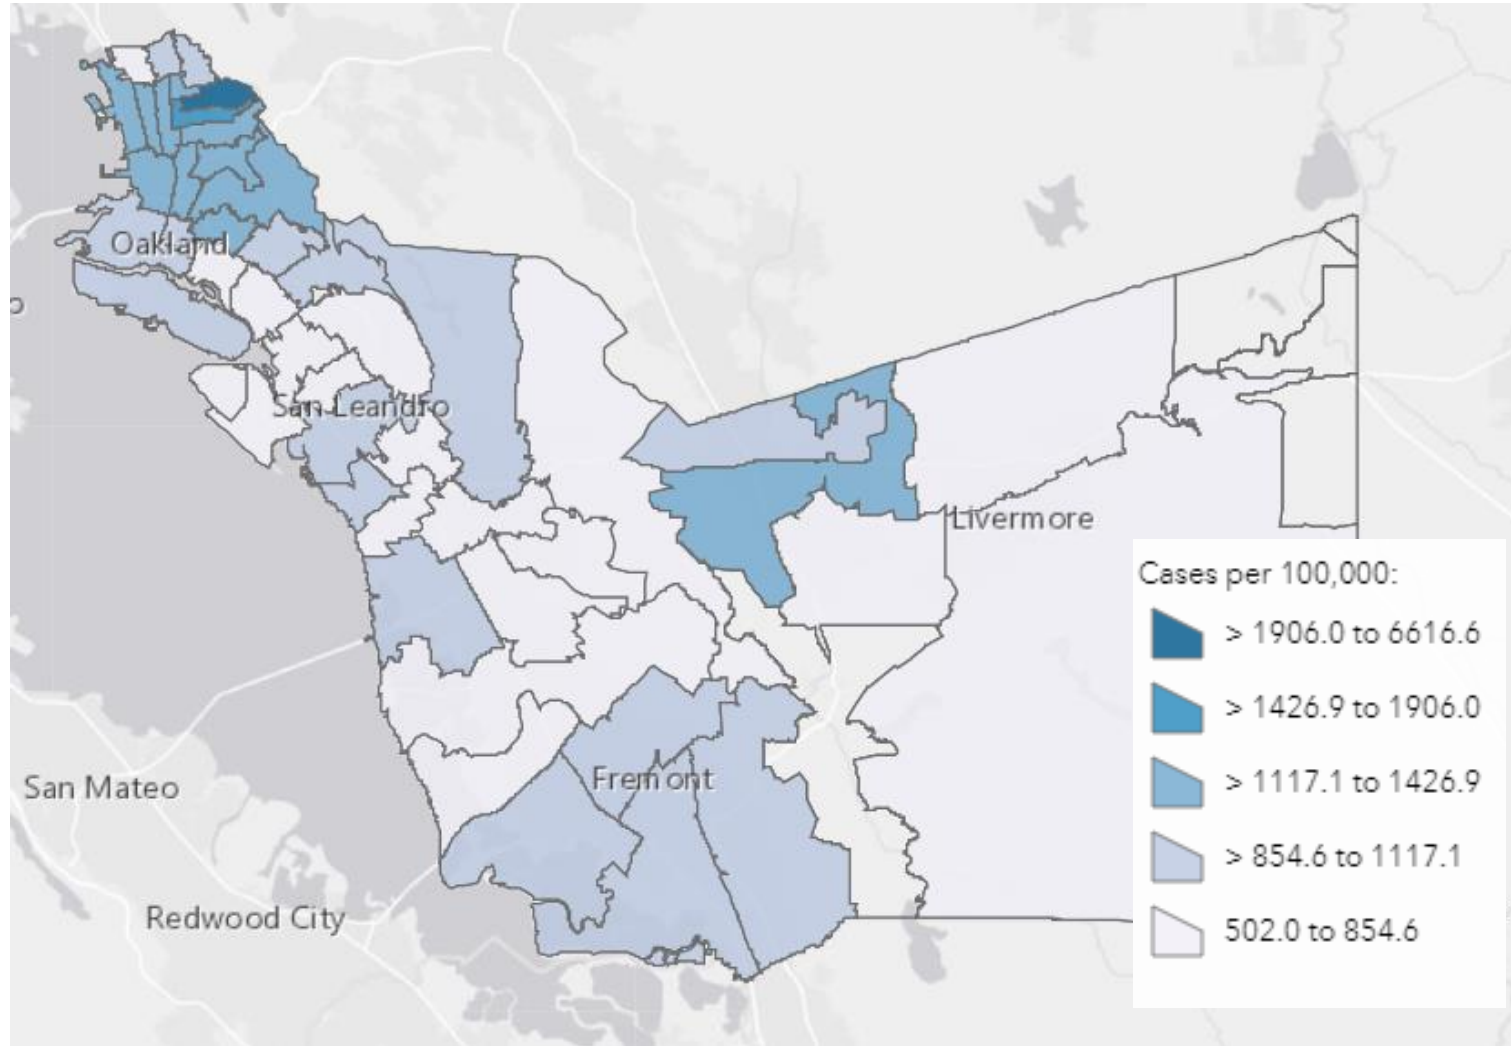 Oakland
o
San Leandro
Livermore
Fremont
San Mateo
Redwood City
Cases per 100,000:
> 1906.0 to 6616.6
> 1426.9 to 1906.0
> 1117.1 to 1426.9
> 854.6 to 1117.1
502.0 to 854.6